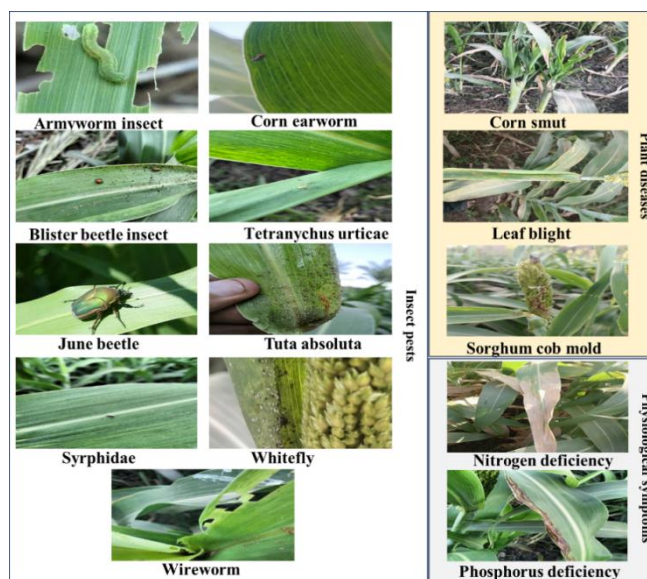 Armyworm insect
Corn earworm
Blister beetle insect
Tetranychus urticae
June beetle
Tuta absoluta
Syrphidae
Whitefly
Wireworm
Insect pests
Corn smut
Leaf blight
Sorghum cob mold
Plant diseases
Nitrogen deficiency
Phosphorus deficiency
Physiological symptoms